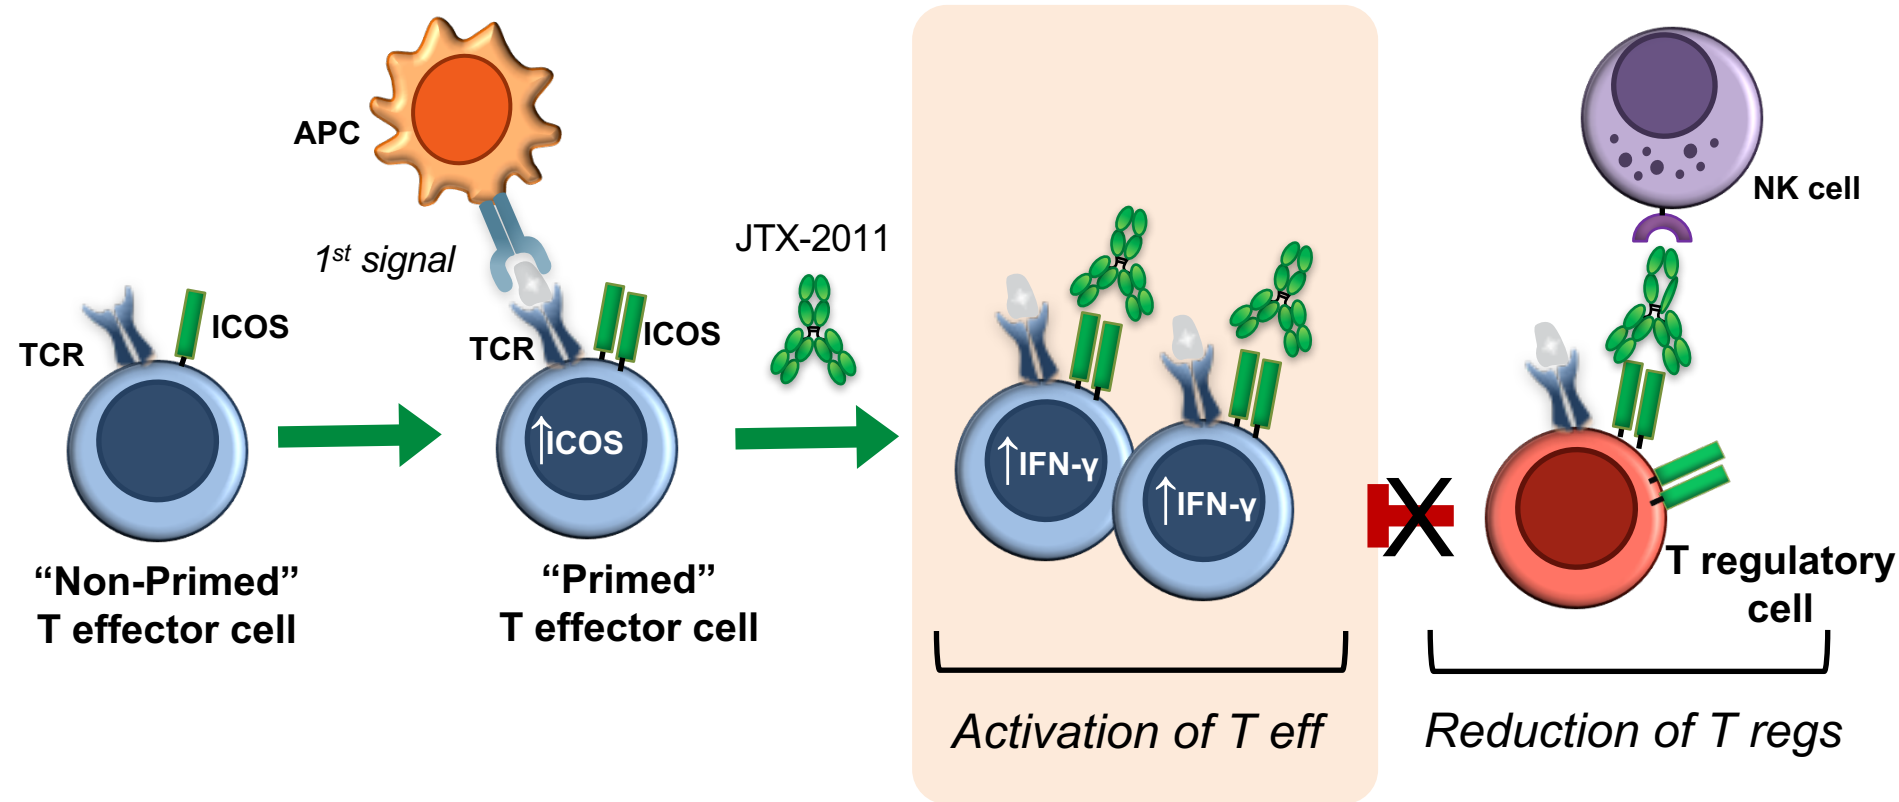 APC
1st signal
TCR
ICOS
TCR
ICOS
↑ICOS
JTX-2011
"Non-Primed"
T effector cell
“Primed”
T effector cell
↑IFN-γ
↑IFN-γ
Activation of T eff
NK cell
X
T regulatory
cell
Reduction of T regs